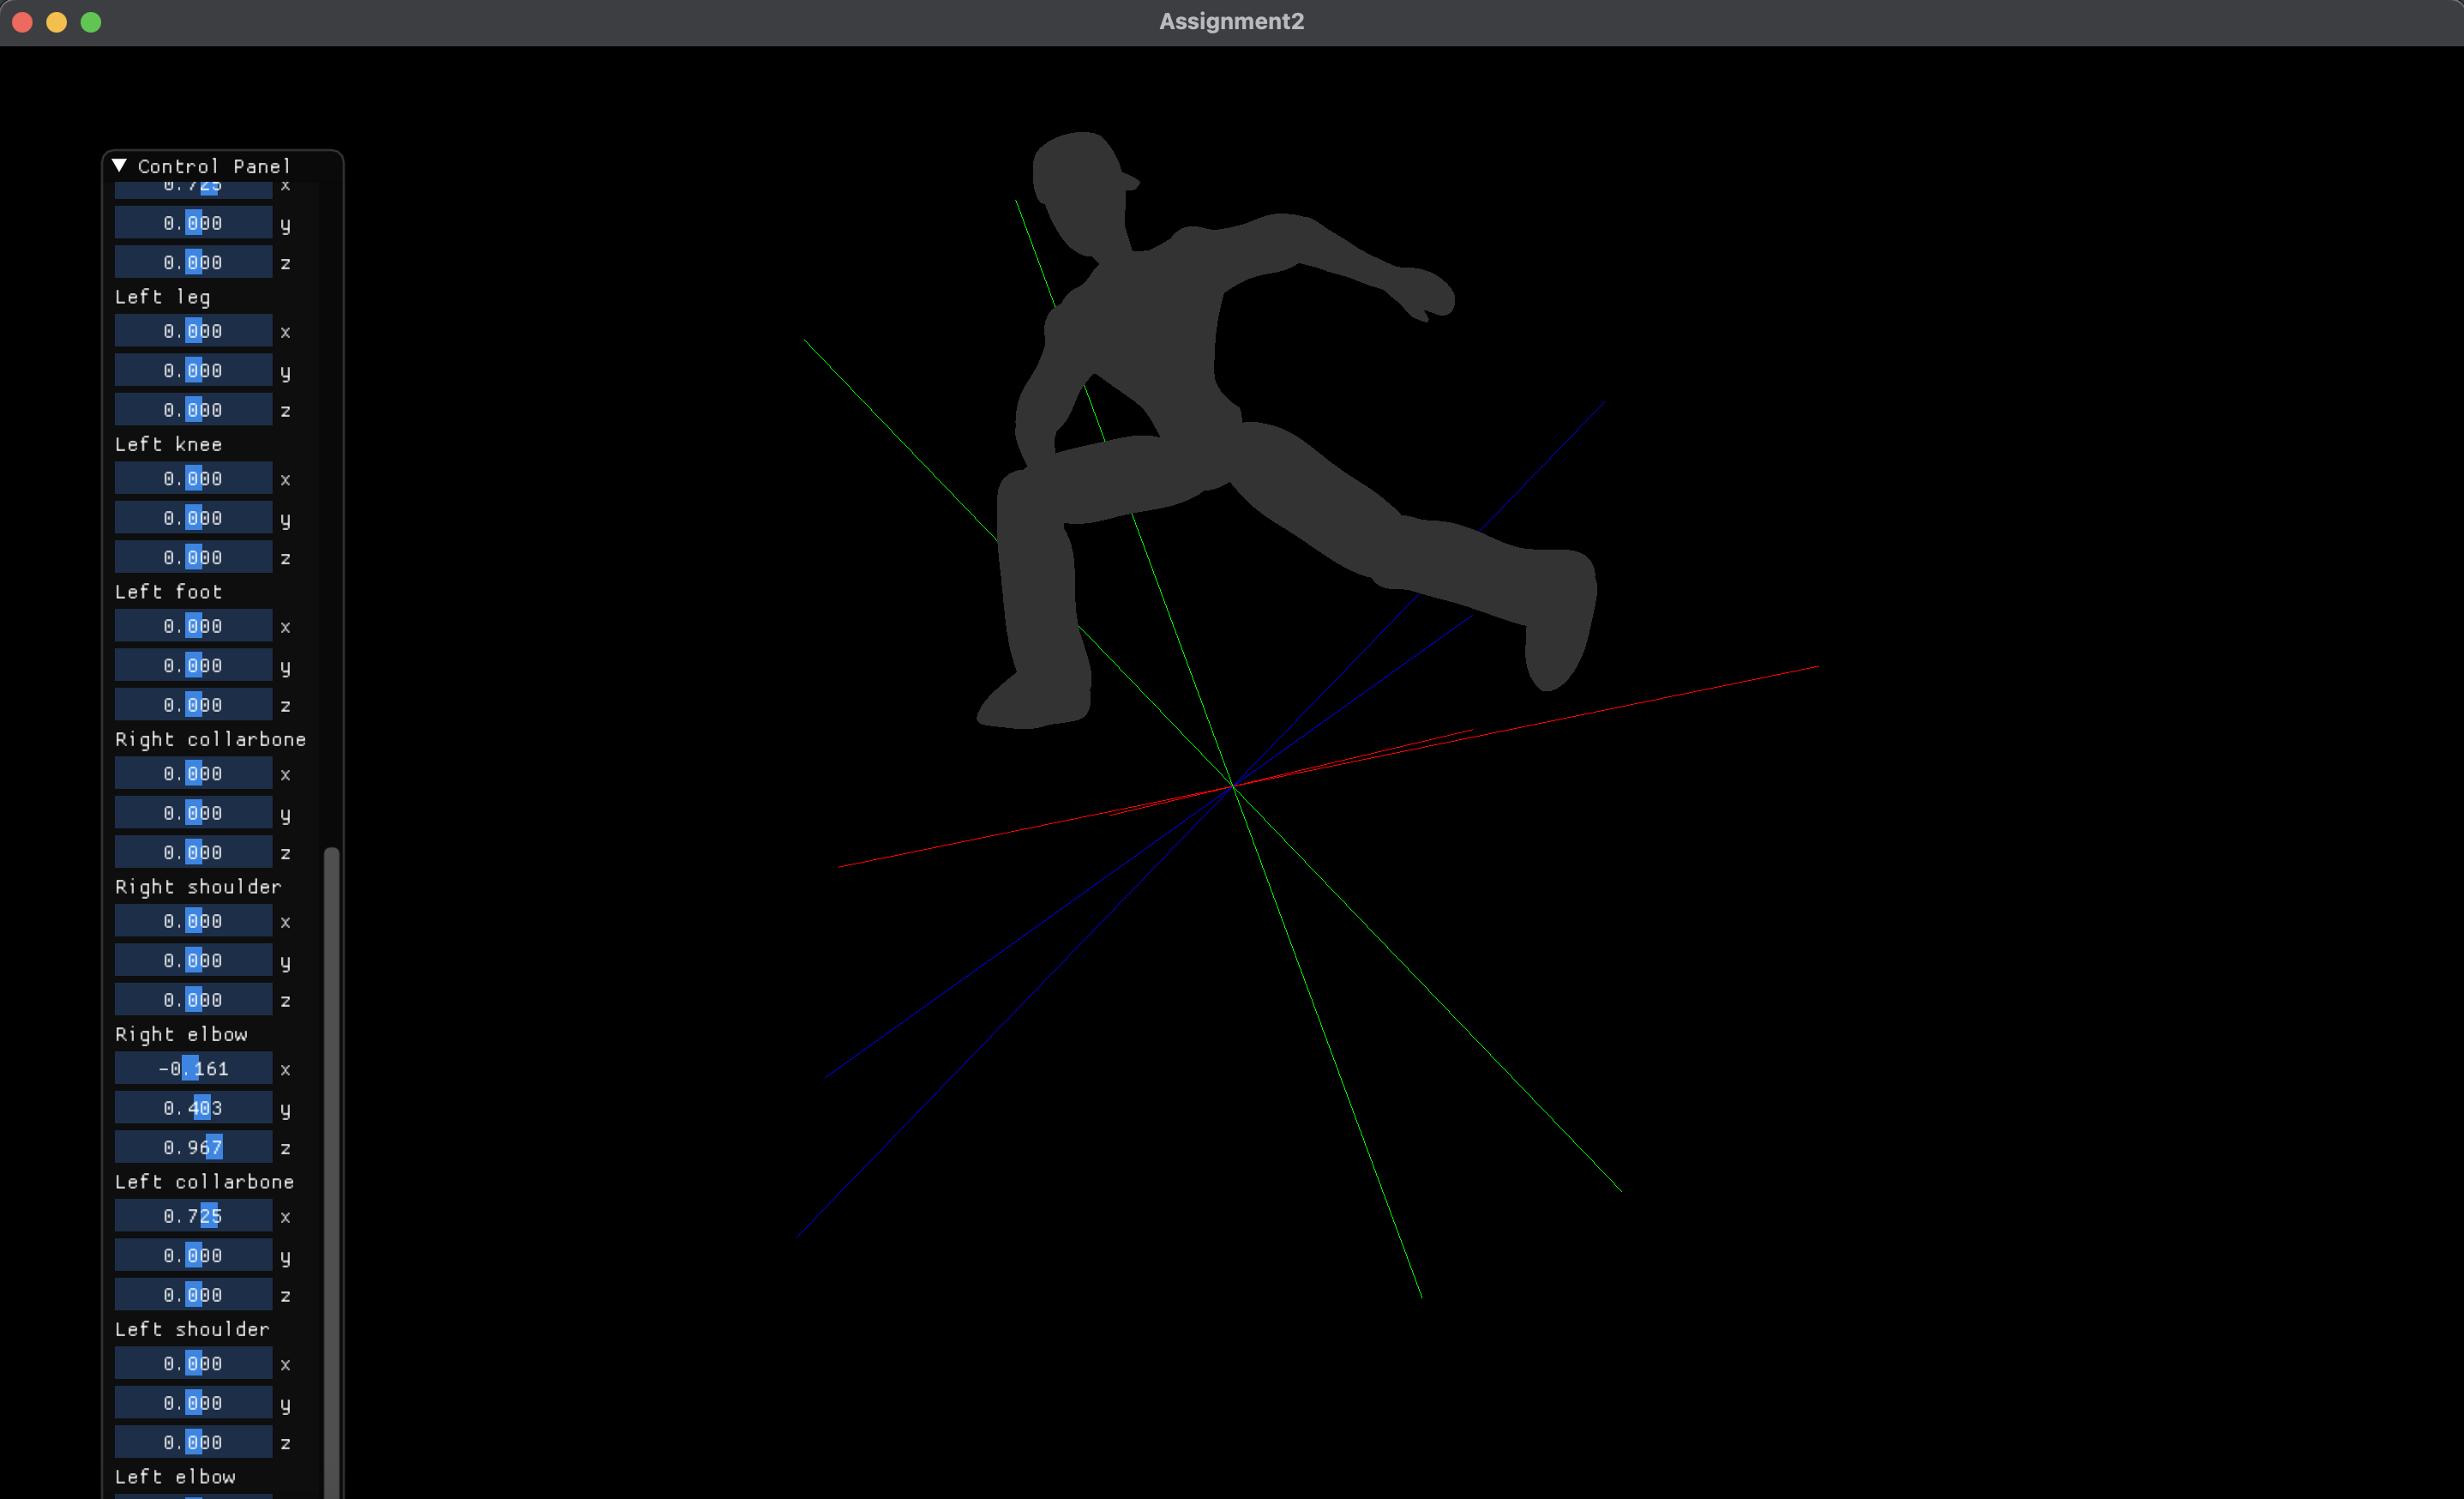 Assignment2
Control Panel
0.725 x
0.000 y
0.000 z
Left leg
0.000 x
0.000 y
0.000 z
Left knee
0.000 x
0.000 y
0.000 z
Left foot
0.000 x
0.000 y
0.000 z
Right collarbone
0.000 x
0.000 y
0.000 z
Right shoulder
0.000 x
0.000 y
0.000 z
Right elbow
-0.161 x
0.403 y
0.967 z
Left collarbone
0.725 x
0.000 y
0.000 z
Left shoulder
0.000 x
0.000 y
0.000 z
Left elbow